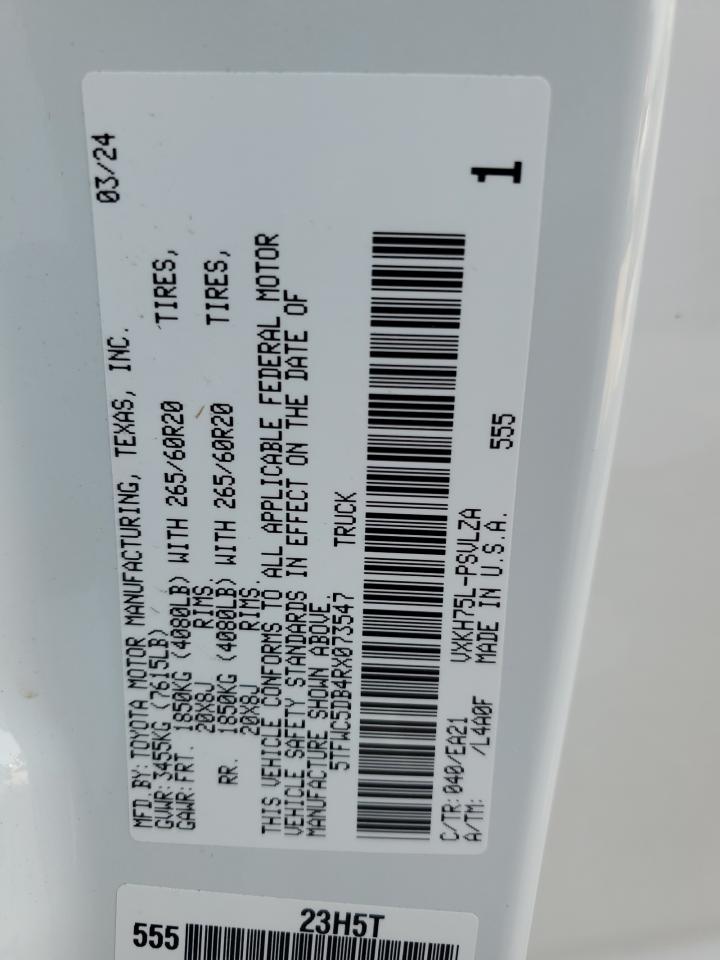 MFD.BY: TOYOTA MOTOR MANUFACTURING, TEXAS, INC. 03/24
GVWR: 3455KG (7615LB)
GAWR: FRT. 1850KG (4080LB) WITH 265/60R20 TIRES,
20X8J RIMS.
RR. 1850KG (4080LB) WITH 265/60R20 TIRES,
20X8J RIMS.
THIS VEHICLE CONFORMS TO ALL APPLICABLE FEDERAL MOTOR
VEHICLE SAFETY STANDARDS IN EFFECT ON THE DATE OF
MANUFACTURE SHOWN ABOVE.
5TFWC5DB4RX073547 TRUCK
C/TR: 040/EA21 VXKH75L-PSVLZA 555
A/TM: /L4A0F MADE IN U.S.A.
1
23H5T
555